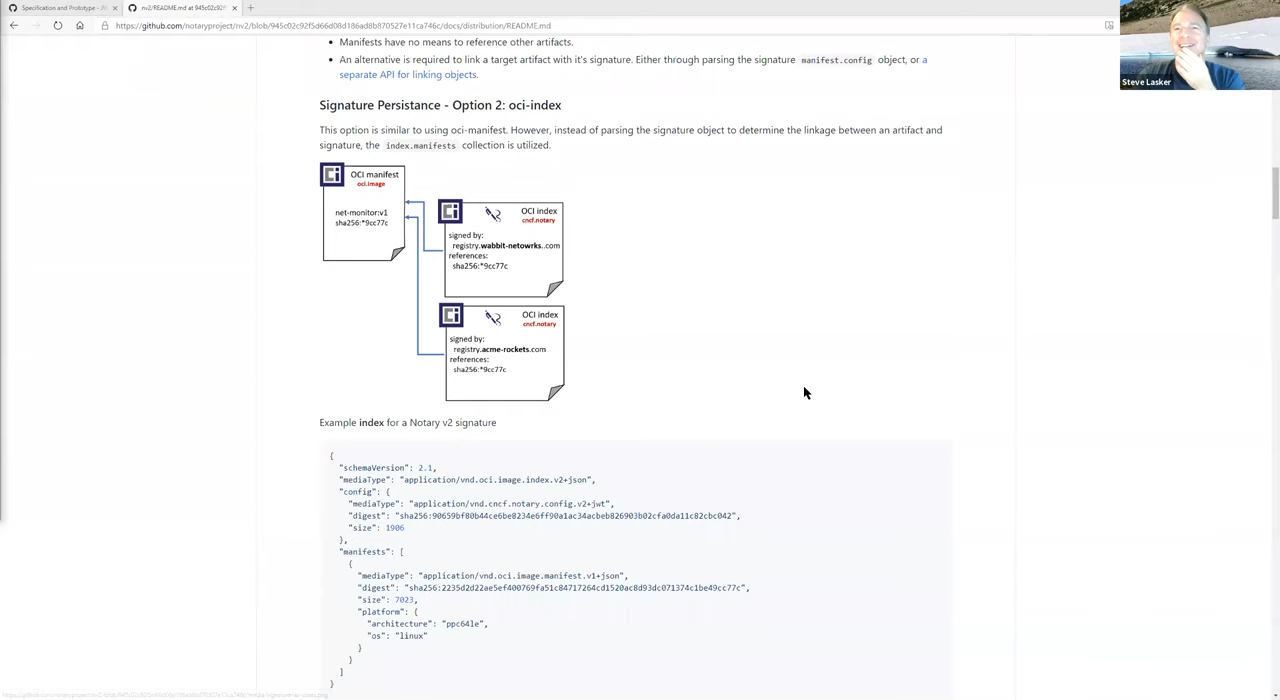 Specification and Prototype -
nv2/README.md at 945c02c92f
https://github.com/notaryproject/nv2/blob/945c02c92f5d66d08d186ad8b870527e11ca746c/docs/distribution/README.md
Steve Lasker
Manifests have no means to reference other artifacts.
An alternative is required to link a target artifact with it's signature. Either through parsing the signature manifest.config object, or a
separate API for linking objects.
Signature Persistance - Option 2: oci-index
This option is similar to using oci-manifest. However, instead of parsing the signature object to determine the linkage between an artifact and
signature, the index.manifests collection is utilized.
OCI manifest
oci.image
net-monitor:v1
sha256:*9cc77c
OCI index
cncf.notary
signed by:
registry.wabbit-netowrks..com
references:
sha256:*9cc77c
OCI index
cncf.notary
signed by:
registry.acme-rockets.com
references:
sha256:*9cc77c
Example index for a Notary v2 signature
{
"schemaVersion": 2.1,
"mediaType": "application/vnd.oci.image.index.v2+json",
"config": {
"mediaType": "application/vnd.cncf.notary.config.v2+jwt",
"digest": "sha256:90659bf80b44ce6be8234e6ff90a1ac34acbeb826903b02cfa0da11c82cbc042",
"size": 1906
},
"manifests": [
{
"mediaType": "application/vnd.oci.image.manifest.v1+json",
"digest": "sha256:2235d2d22ae5ef400769fa51c84717264cd1520ac8d93dc071374c1be49cc77c",
"size": 7023,
"platform": {
"architecture": "ppc64le",
"os": "linux"
}
}
]
}